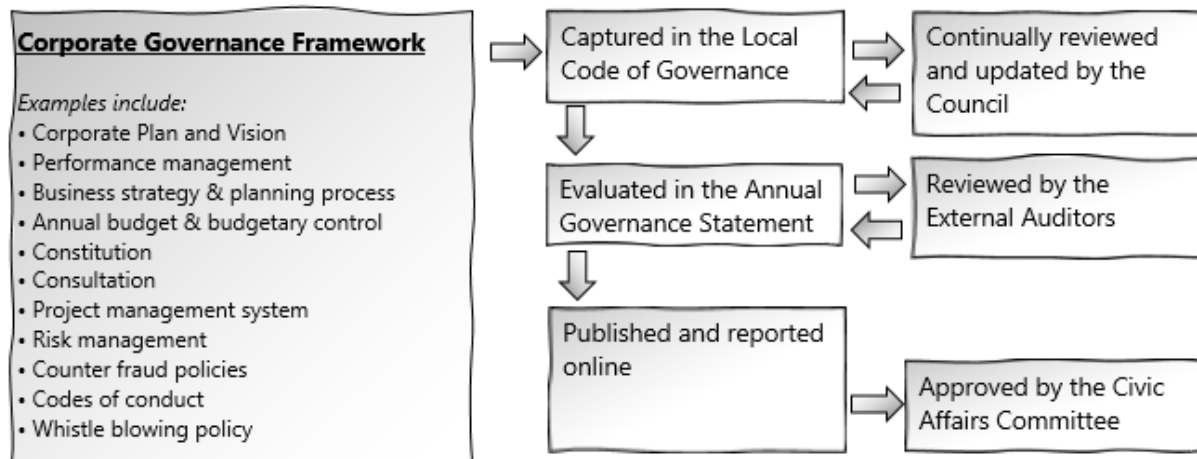 Corporate Governance Framework
Examples include:
• Corporate Plan and Vision
• Performance management
• Business strategy & planning process
• Annual budget & budgetary control
• Constitution
• Consultation
• Project management system
• Risk management
• Counter fraud policies
• Codes of conduct
• Whistle blowing policy
Captured in the Local
Code of Governance
Continually reviewed
and updated by the
Council
Evaluated in the Annual
Governance Statement
Reviewed by the
External Auditors
Published and reported
online
Approved by the Civic
Affairs Committee